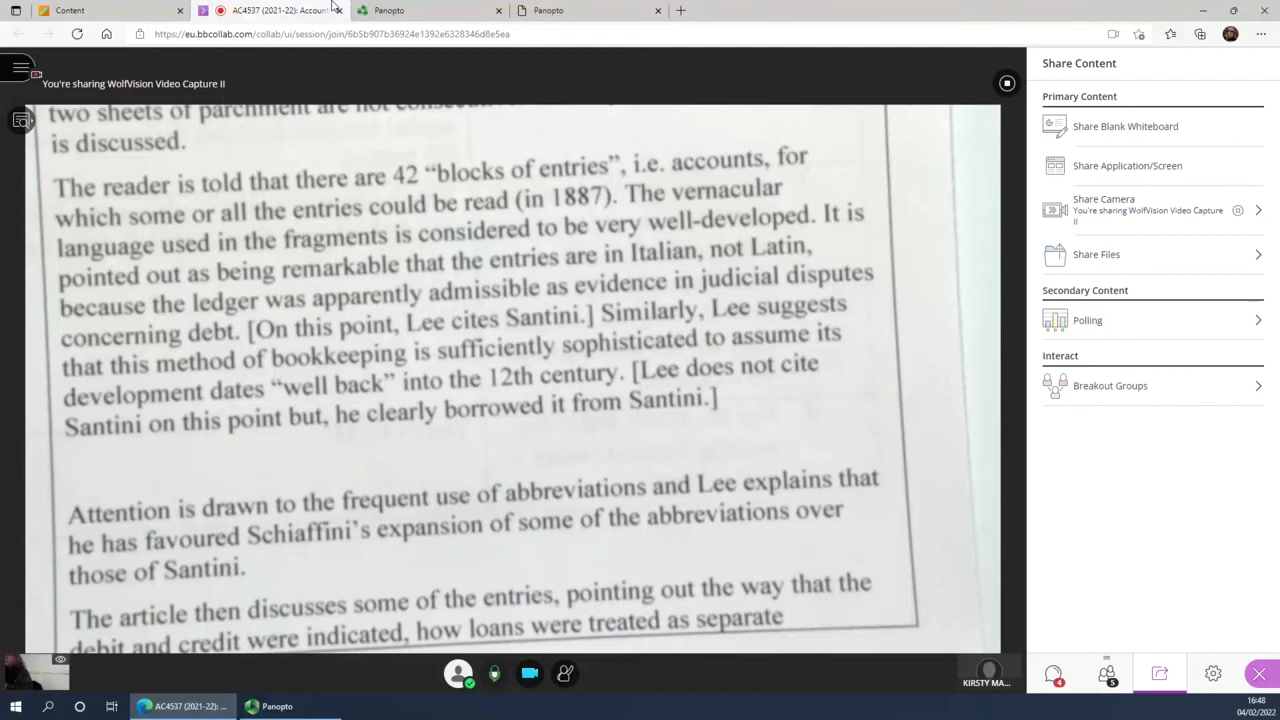 Content
AC4537 (2021-22): Account
Panopto
Panopto
https://eu.bbcollab.com/collab/ui/session/join/6b5b907b36924e1392e6328346d8e5ea
You're sharing WolfVision Video Capture II
two sheets of parchment are not
is discussed.
The reader is told that there are 42 “blocks of entries”, i.e. accounts, for
which some or all the entries could be read (in 1887). The vernacular
language used in the fragments is considered to be very well-developed. It is
pointed out as being remarkable that the entries are in Italian, not Latin,
because the ledger was apparently admissible as evidence in judicial disputes
concerning debt. [On this point, Lee cites Santini.] Similarly, Lee suggests
that this method of bookkeeping is sufficiently sophisticated to assume its
development dates “well back” into the 12th century. [Lee does not cite
Santini on this point but, he clearly borrowed it from Santini.]
Attention is drawn to the frequent use of abbreviations and Lee explains that
he has favoured Schiaffini’s expansion of some of the abbreviations over
those of Santini.
The article then discusses some of the entries, pointing out the way that the
debit and credit were indicated, how loans were treated as separate
Share Content
Primary Content
Share Blank Whiteboard
Share Application/Screen
Share Camera
You're sharing WolfVision Video Capture
II
Share Files
Secondary Content
Polling
Interact
Breakout Groups
KIRSTY MA...
4
5
AC4537 (2021-22): ...
Panopto
16:48
04/02/2022